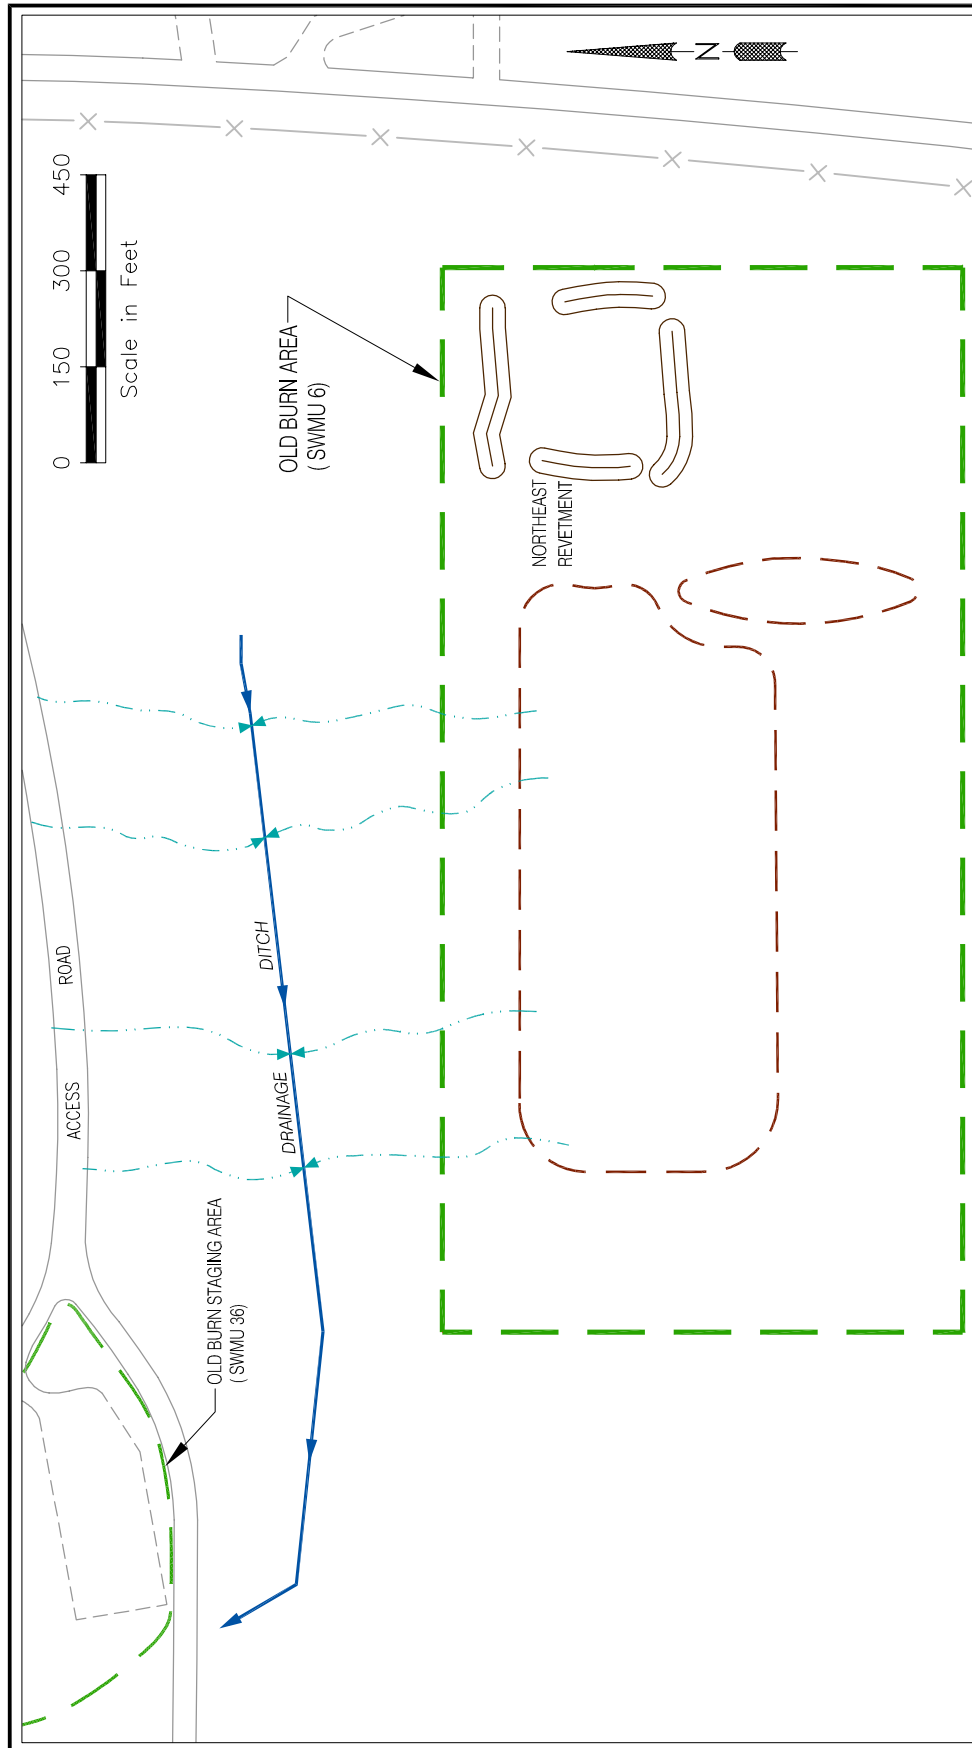 N
0 150 300 450
Scale in Feet
OLD BURN AREA
( SWMU 6)
NORTHEAST
REVETMENT
ACCESS ROAD
DRAINAGE DITCH
OLD BURN STAGING AREA
( SWMU 36)